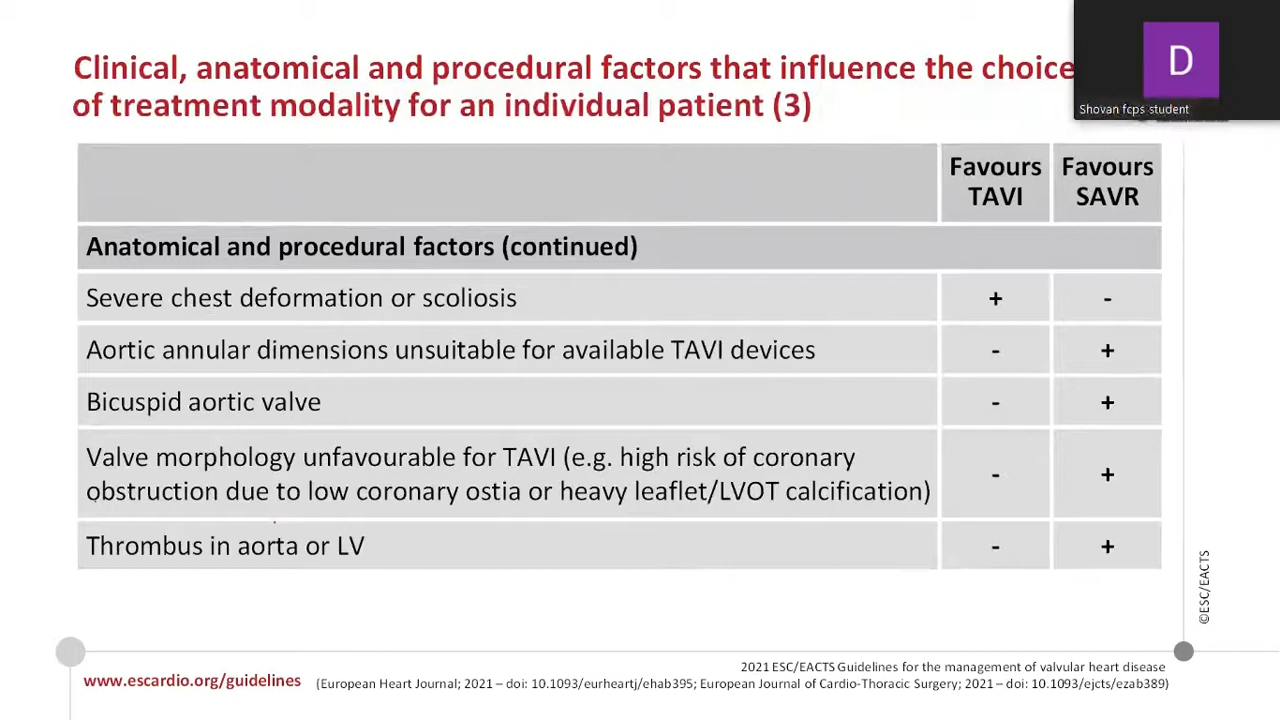 Clinical, anatomical and procedural factors that influence the choice
of treatment modality for an individual patient (3)
D
Shovan fcps student
Favours TAVI
Favours SAVR
Anatomical and procedural factors (continued)
Severe chest deformation or scoliosis + -
Aortic annular dimensions unsuitable for available TAVI devices - +
Bicuspid aortic valve - +
Valve morphology unfavourable for TAVI (e.g. high risk of coronary
obstruction due to low coronary ostia or heavy leaflet/LVOT calcification) - +
Thrombus in aorta or LV - +
©ESC/EACTS
www.escardio.org/guidelines
2021 ESC/EACTS Guidelines for the management of valvular heart disease
(European Heart Journal; 2021 – doi: 10.1093/eurheartj/ehab395; European Journal of Cardio-Thoracic Surgery; 2021 – doi: 10.1093/ejcts/ezab389)